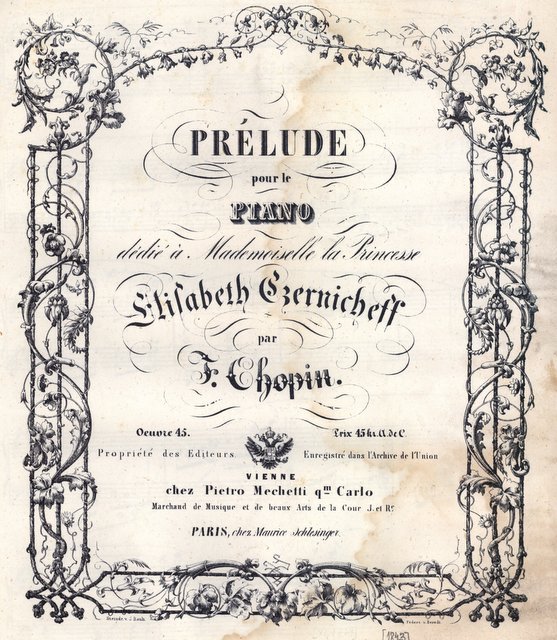 PRÉLUDE
pour le
PIANO
dédié à Mademoiselle la Princesse
Elisabeth Czernicheff
par
F. Chopin.
Oeuvre 45. Prix 45 kr. A. de C.
Propriété des Editeurs. Enregistré dans l'Archive de l'Union
VIENNE
chez Pietro Mechetti qm Carlo
Marchand de Musique et de beaux Arts de la Cour J. et Rle
PARIS, chez Maurice Schlesinger.